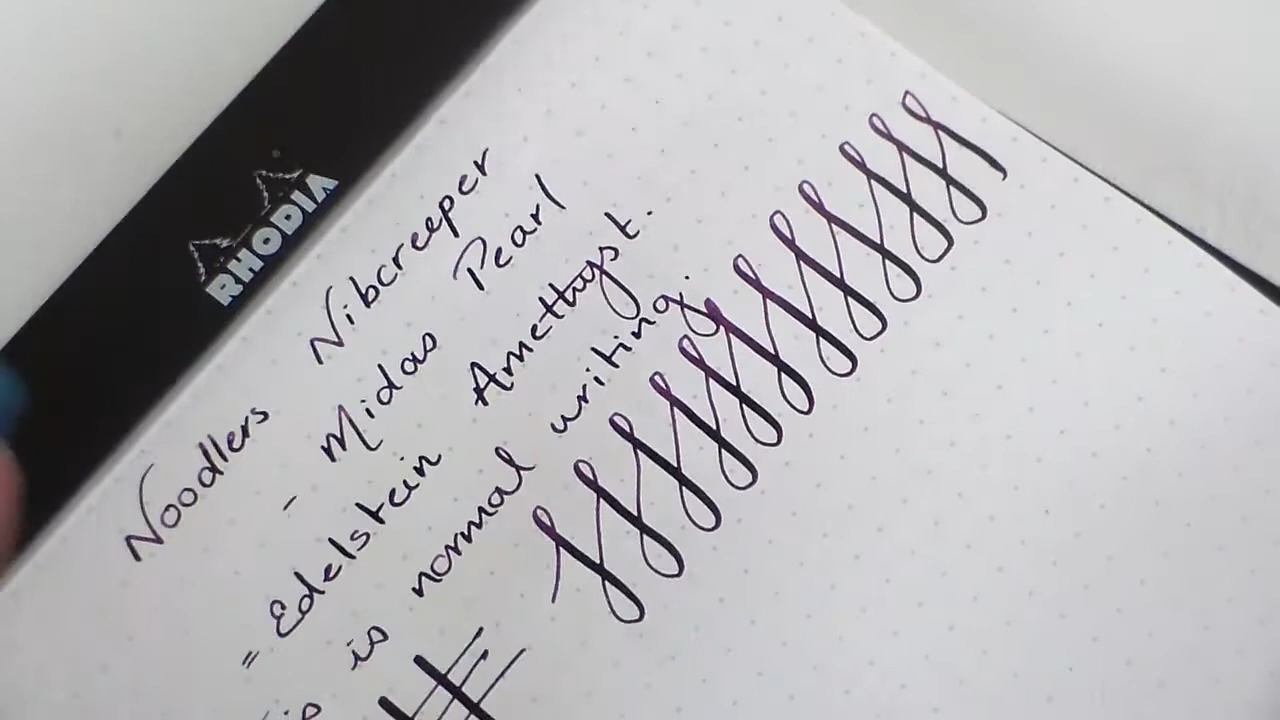 RHODIA
Noodlers Nibcreeper
- Midas Pearl
= Edelstein Amethyst.
is normal writing.